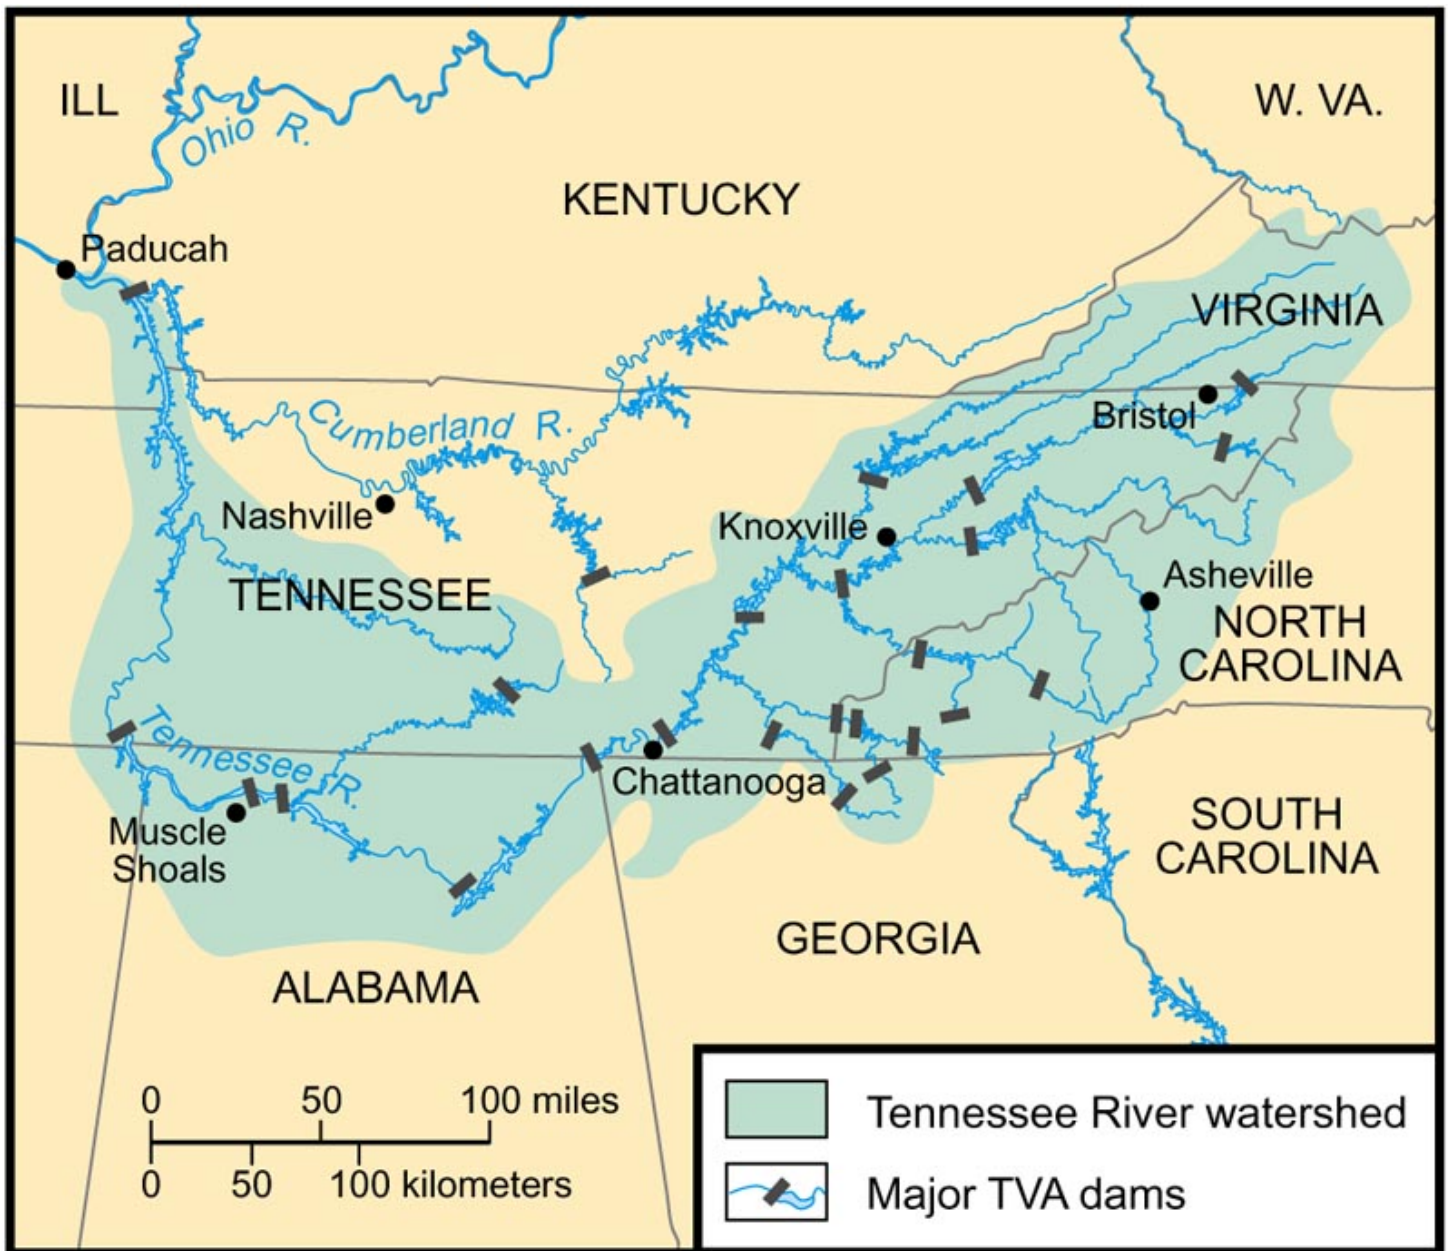 ILL
W. VA.
Ohio R.
KENTUCKY
Paducah
VIRGINIA
Bristol
Cumberland R.
Nashville
Knoxville
TENNESSEE
Asheville
NORTH
CAROLINA
Tennessee R.
Chattanooga
Muscle
Shoals
SOUTH
CAROLINA
GEORGIA
ALABAMA
0 50 100 miles
0 50 100 kilometers
Tennessee River watershed
Major TVA dams